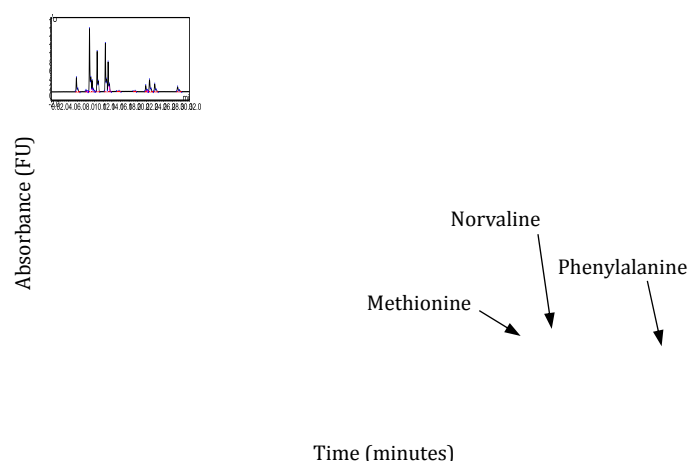 Absorbance (FU)
Norvaline
Phenylalanine
Methionine
Time (minutes)